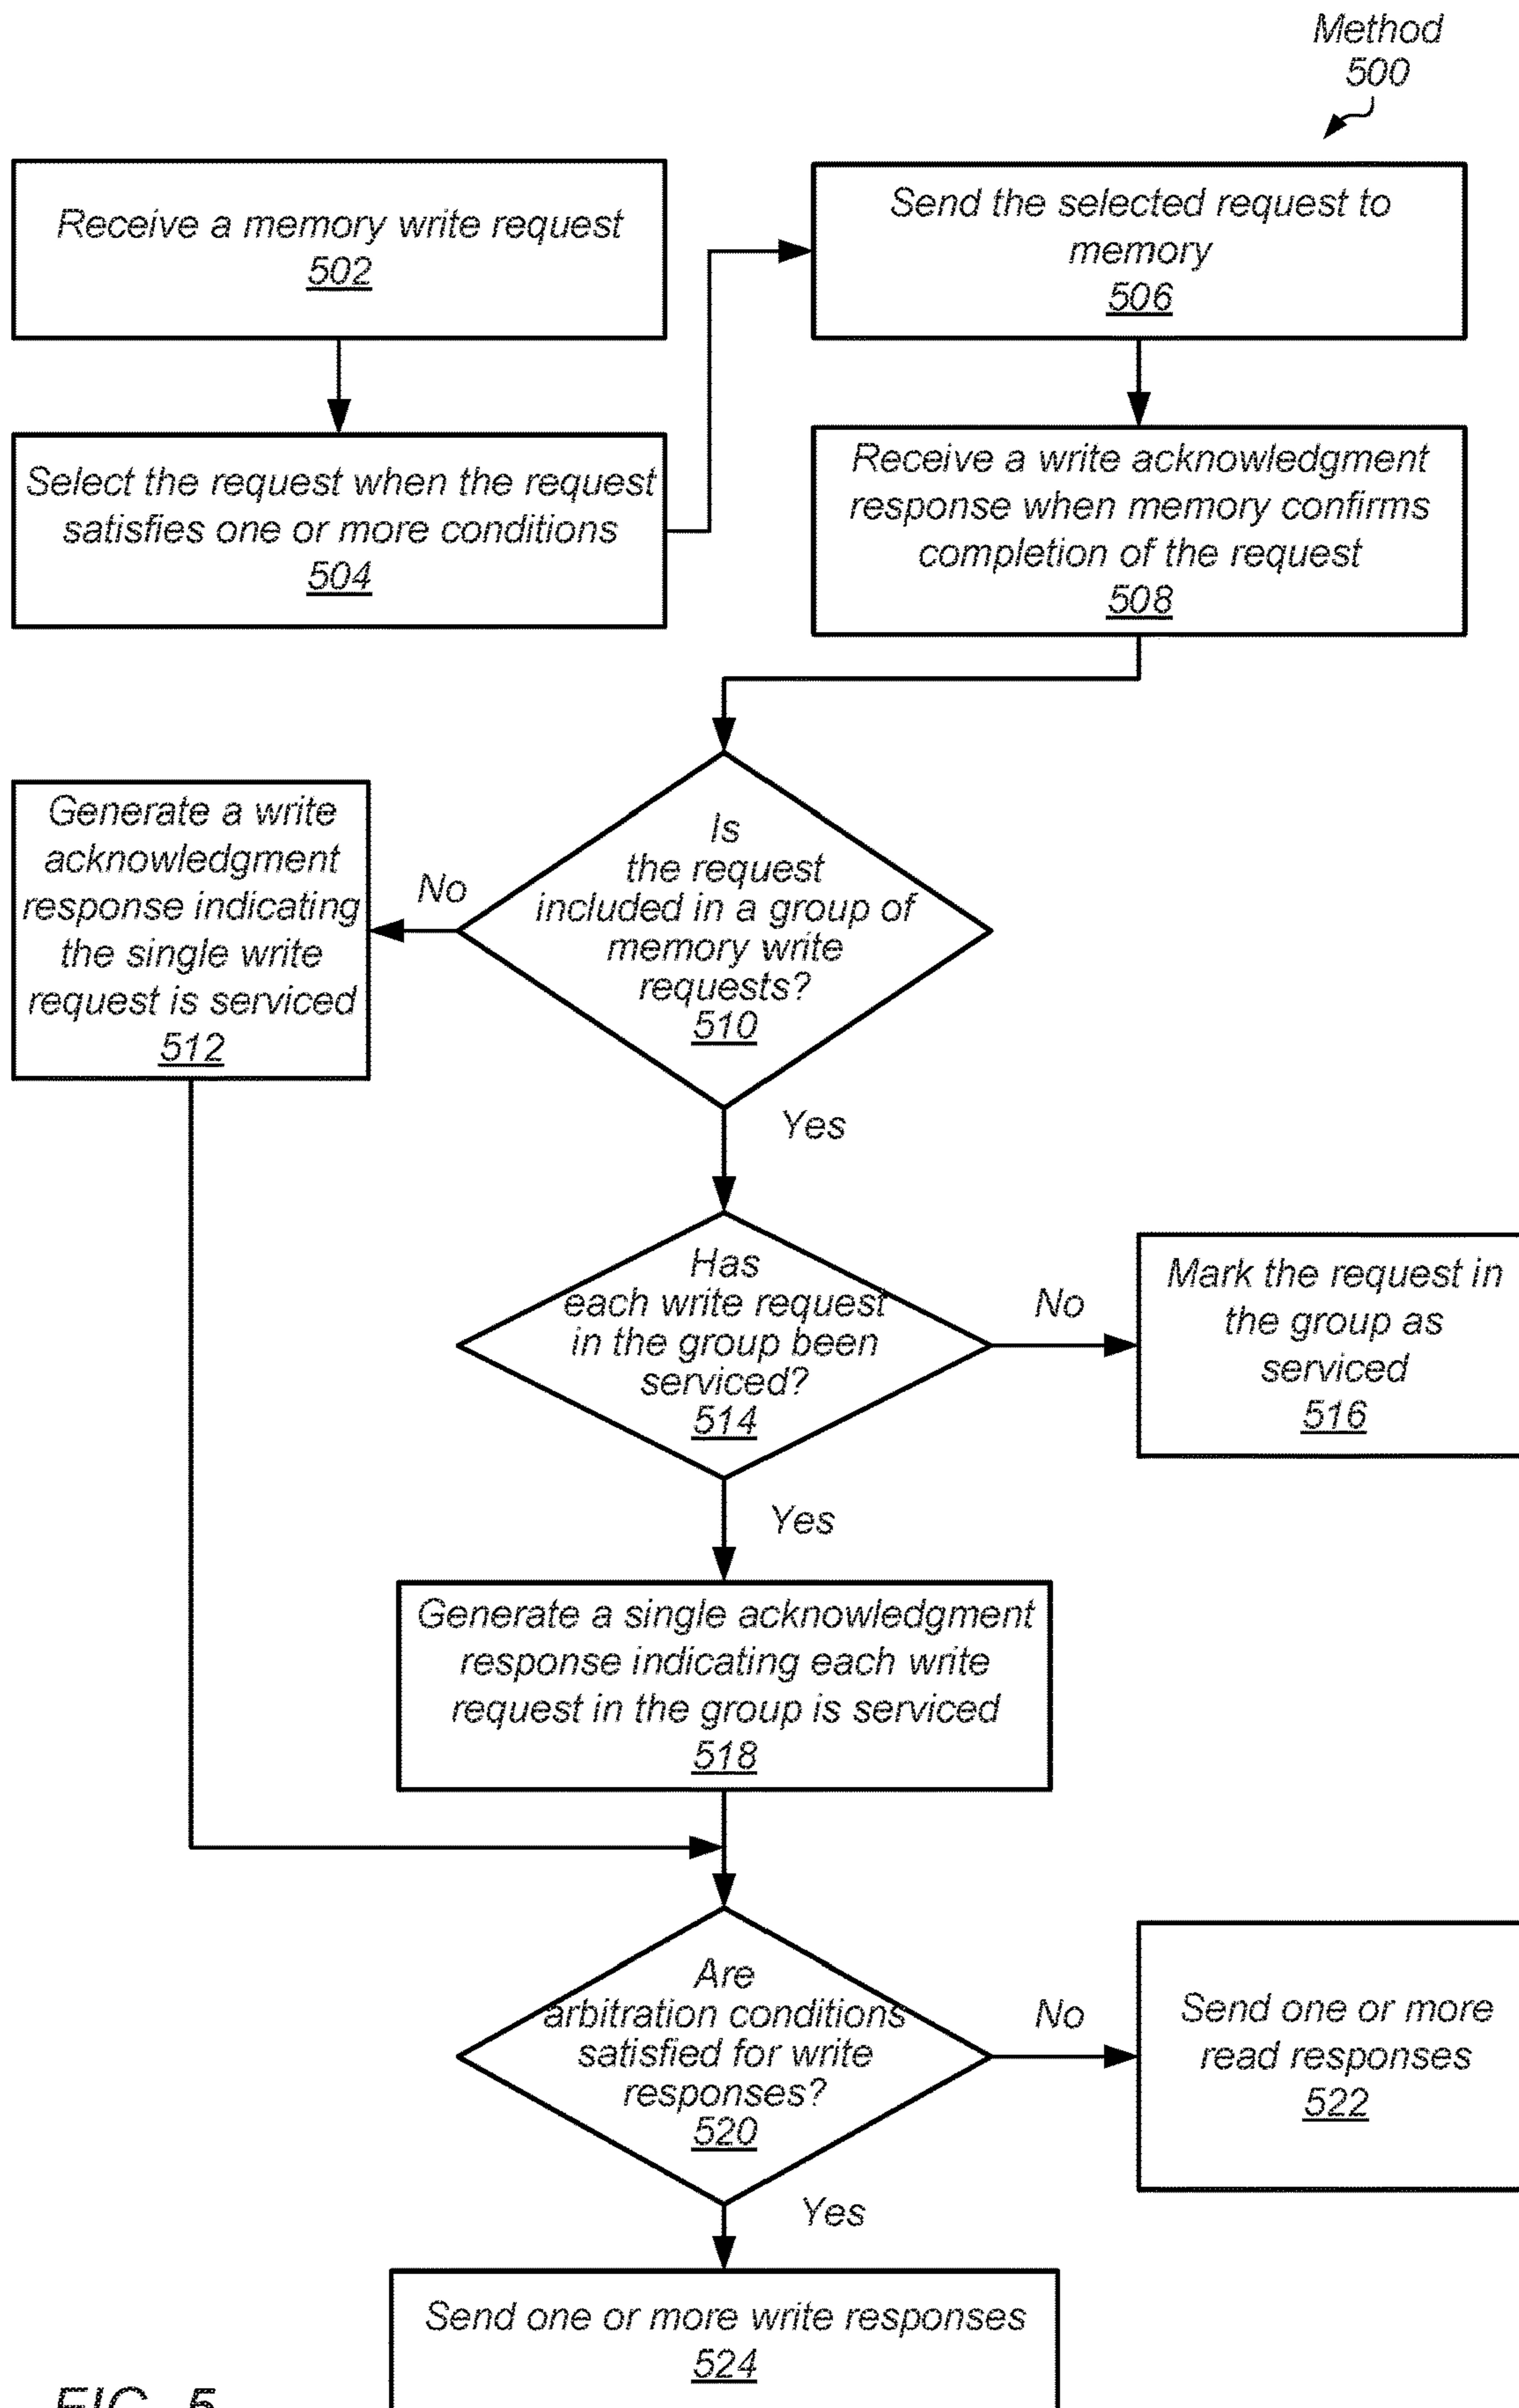 Method
500
Receive a memory write request
502
Select the request when the request
satisfies one or more conditions
504
Send the selected request to
memory
506
Receive a write acknowledgment
response when memory confirms
completion of the request
508
Is
the request
included in a group of
memory write
requests?
510
No
Generate a write
acknowledgment
response indicating
the single write
request is serviced
512
Yes
Has
each write request
in the group been
serviced?
514
No
Mark the request in
the group as
serviced
516
Yes
Generate a single acknowledgment
response indicating each write
request in the group is serviced
518
Are
arbitration conditions
satisfied for write
responses?
520
No
Send one or more
read responses
522
Yes
Send one or more write responses
524
FIG. 5